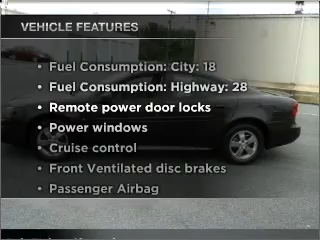 VEHICLE FEATURES
• Fuel Consumption: City: 18
• Fuel Consumption: Highway: 28
• Remote power door locks
• Power windows
• Cruise control
• Front Ventilated disc brakes
• Passenger Airbag